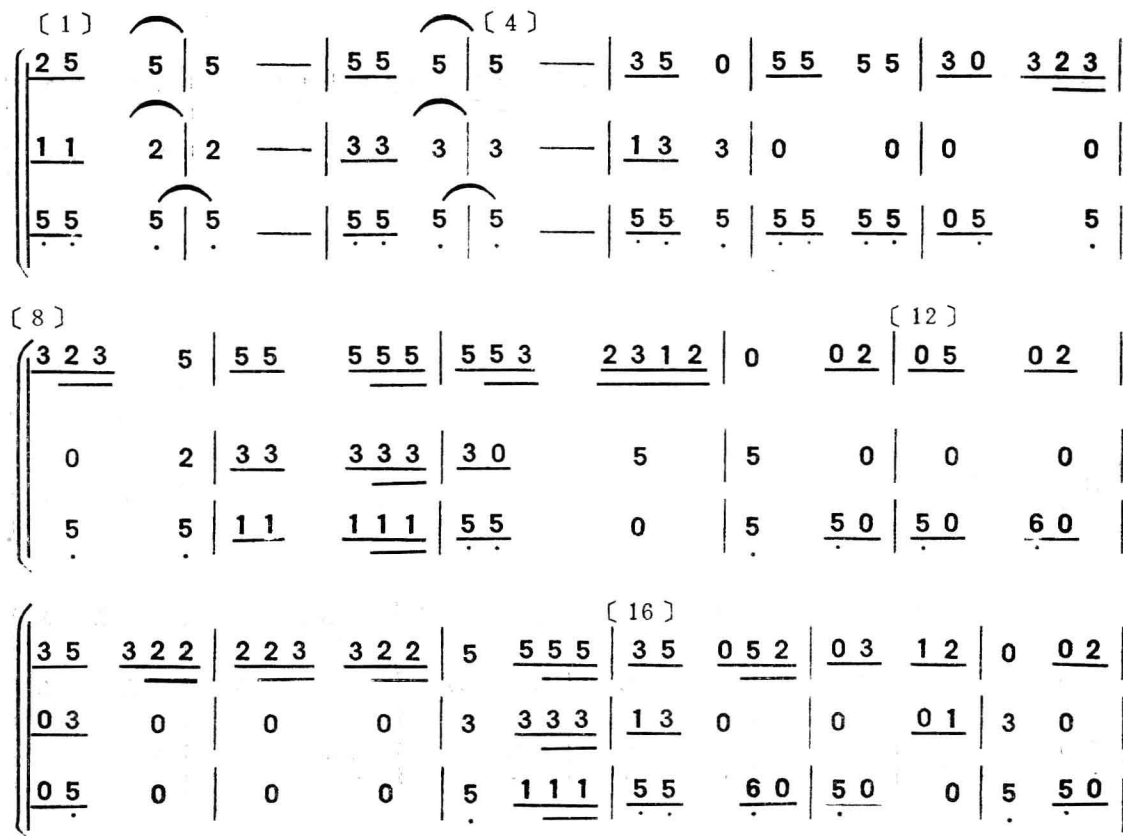 〔 1 〕 〔 4 〕
2 5 5 | 5 — | 5 5 5 | 5 — | 3 5 0 | 5 5 5 5 | 3 0 3 2 3 |
1 1 2 | 2 — | 3 3 3 | 3 — | 1 3 3 | 0 0 | 0 0 |
5 5 5 | 5 — | 5 5 5 | 5 — | 5 5 5 | 5 5 5 5 | 0 5 5 |
〔 8 〕 〔 12 〕
3 2 3 5 | 5 5 5 5 5 | 5 5 3 2 3 1 2 | 0 0 2 | 0 5 0 2 |
0 2 | 3 3 3 3 3 | 3 0 5 | 5 0 | 0 0 |
5 5 | 1 1 1 1 1 | 5 5 0 | 5 5 0 | 5 0 6 0 |
〔 16 〕
3 5 3 2 2 | 2 2 3 3 2 2 | 5 5 5 5 | 3 5 0 5 2 | 0 3 1 2 | 0 0 2 |
0 3 0 | 0 0 | 3 3 3 3 | 1 3 0 | 0 0 1 | 3 0 |
0 5 0 | 0 0 | 5 1 1 1 | 5 5 6 0 | 5 0 0 | 5 5 0 |